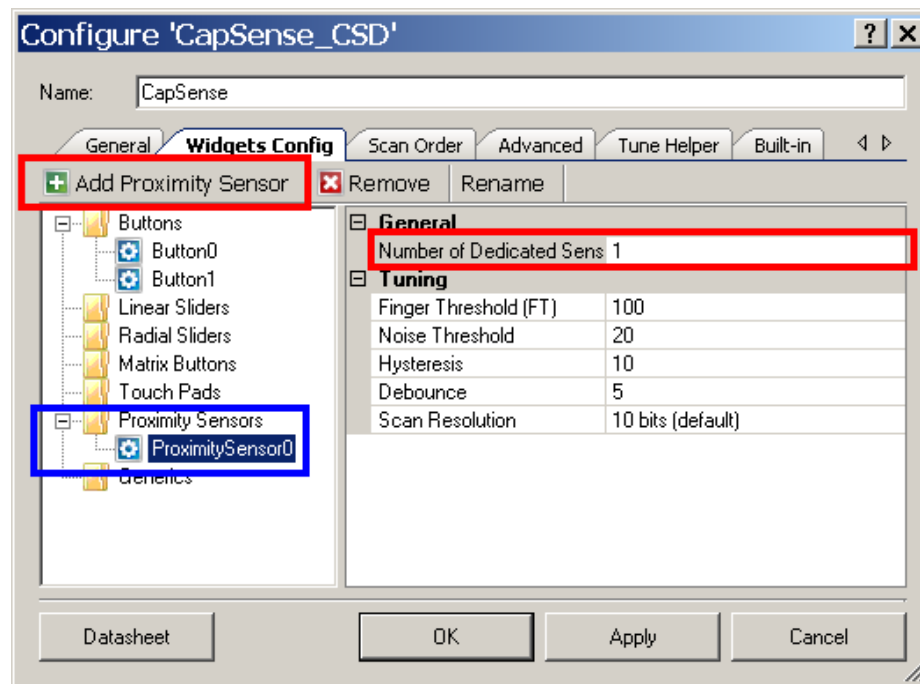 Configure 'CapSense_CSD'
? X
Name: CapSense
General Widgets Config Scan Order Advanced Tune Helper Built-in
Add Proximity Sensor Remove Rename
Buttons
Button0
Button1
Linear Sliders
Radial Sliders
Matrix Buttons
Touch Pads
Proximity Sensors
ProximitySensor0
Generics
General
Number of Dedicated Sens 1
Tuning
Finger Threshold (FT) 100
Noise Threshold 20
Hysteresis 10
Debounce 5
Scan Resolution 10 bits (default)
Datasheet OK Apply Cancel